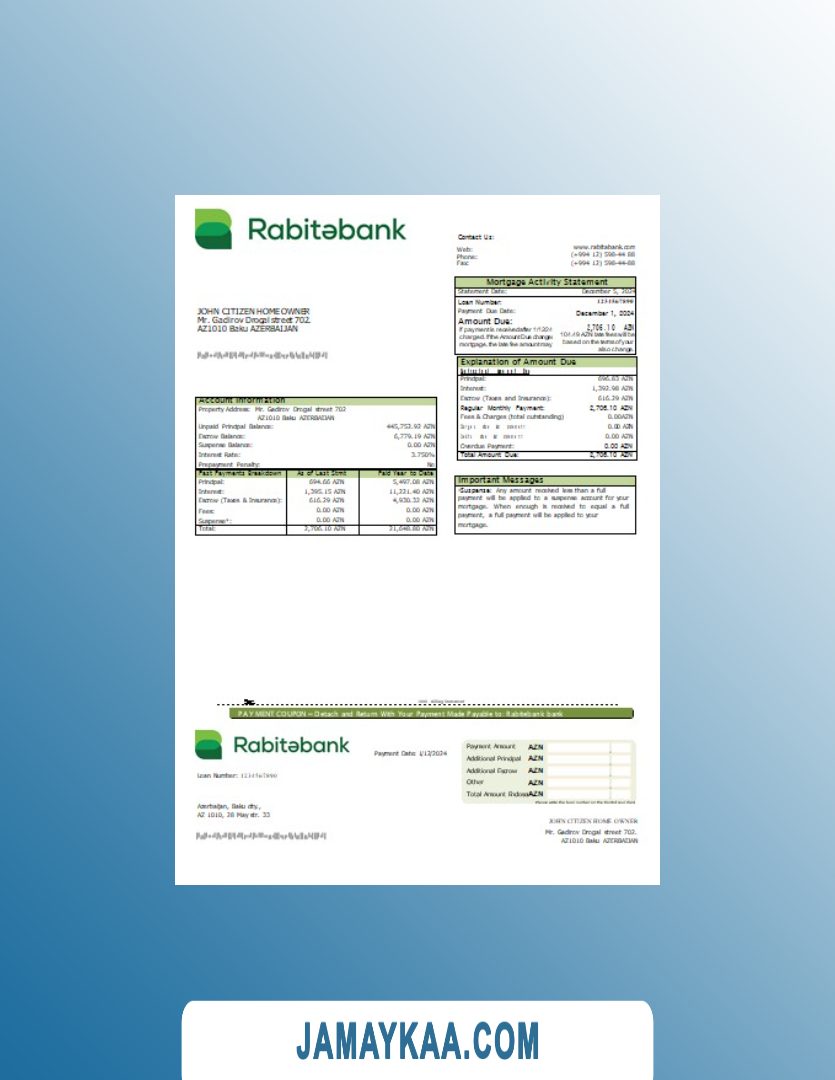 Rabitəbank
Contact Us:
Web: www.rabitabank.com
Phone: (+994 12) 598-44-88
Fax: (+994 12) 598-44-88
Mortgage Activity Statement
Statement Date: December 5, 2024
Loan Number: 1234567890
Payment Due Date: December 1, 2024
Amount Due: 2,706.10 AZN
If payment is received after 1/13/24
charged. If the Amount Due change
mortgage, the late fee amount may
104.49 AZN late fees will be
based on the terms of your
also change.
JOHN CITIZEN HOME OWNER
Mr. Gadirov Drogal street 702.
AZ1010 Baku AZERBAIJAN
Explanation of Amount Due
Principal: 696.83 AZN
Interest: 1,392.98 AZN
Escrow (Taxes and Insurance): 616.29 AZN
Regular Monthly Payment: 2,706.10 AZN
Fees & Charges (total outstanding) 0.00AZN
0.00 AZN
0.00 AZN
Overdue Payment: 0.00 AZN
Total Amount Due: 2,706.10 AZN
Account Information
Property Address: Mr. Gadirov Drogal street 702
AZ1010 Baku AZERBAIJAN
Unpaid Principal Balance: 445,753.92 AZN
Escrow Balance: 6,779.19 AZN
Suspense Balance: 0.00 AZN
Interest Rate: 3.750%
Prepayment Penalty: No
Past Payments Breakdown As of Last Stmt Paid Year to Date
Principal: 694.66 AZN 5,497.08 AZN
Interest: 1,395.15 AZN 11,221.40 AZN
Escrow (Taxes & Insurance): 616.29 AZN 4,930.32 AZN
Fees: 0.00 AZN 0.00 AZN
Suspense*: 0.00 AZN 0.00 AZN
Total: 2,706.10 AZN 21,648.80 AZN
Important Messages
*Suspense: Any amount received less than a full
payment will be applied to a suspense account for your
mortgage. When enough is received to equal a full
payment, a full payment will be applied to your
mortgage.
PAYMENT COUPON – Detach and Return With Your Payment Made Payable to: Rabitebank bank
Rabitəbank
Payment Date: 1/12/2024
Loan Number: 1234567890
Payment Amount AZN
Additional Principal AZN
Additional Escrow AZN
Other AZN
Total Amount AZN
Azerbaijan, Baku city.,
AZ 1010, 28 May str. 33
JOHN CITIZEN HOME OWNER
Mr. Gadirov Drogal street 702.
AZ1010 Baku AZERBAIJAN
JAMAYKAA.COM